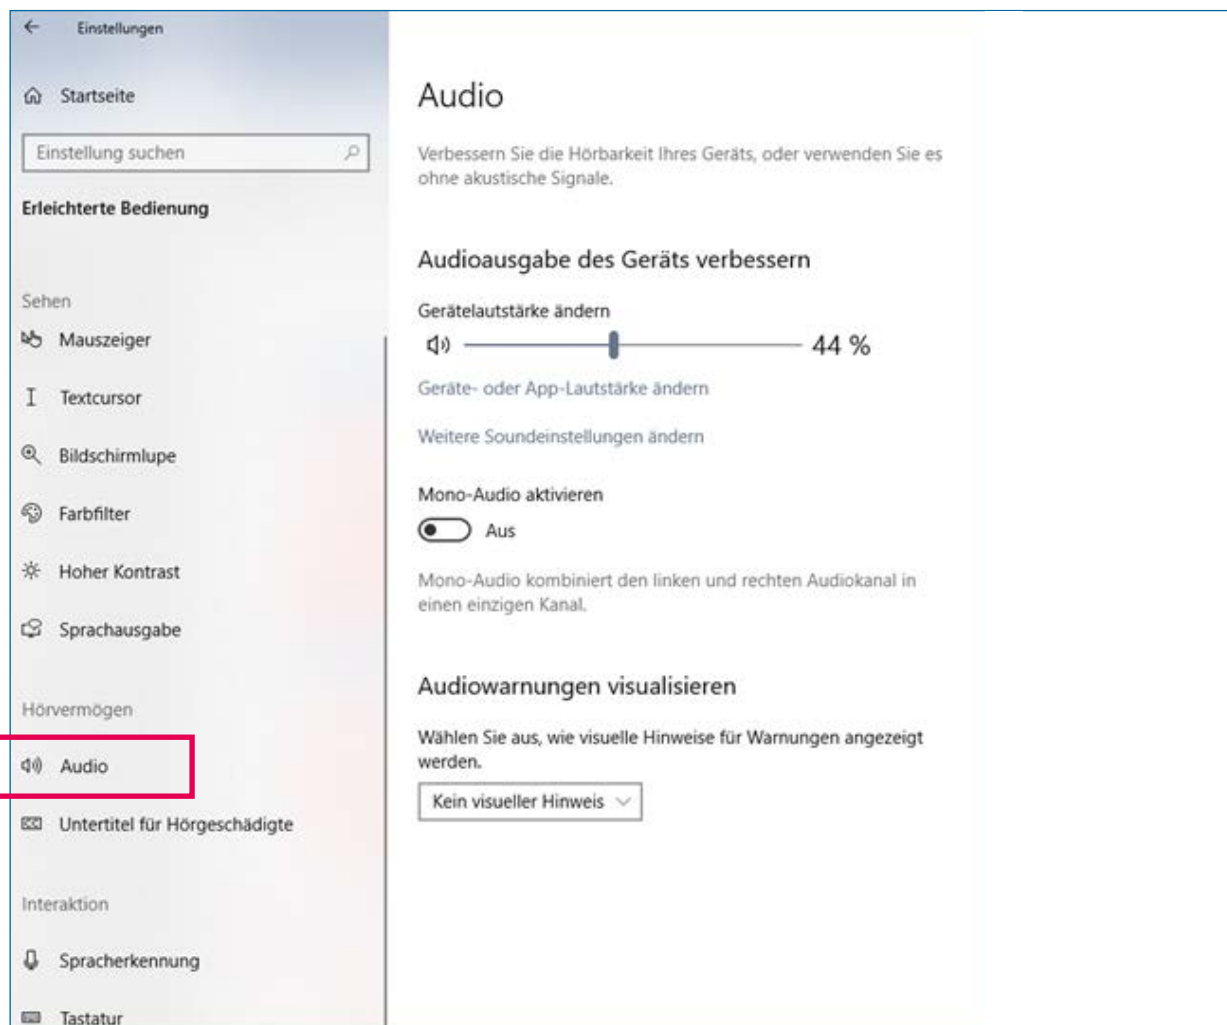 Einstellungen
Startseite
Einstellung suchen
Erleichterte Bedienung
Sehen
Mauszeiger
Textcursor
Bildschirmlupe
Farbfilter
Hoher Kontrast
Sprachausgabe
Hörvermögen
Audio
Untertitel für Hörgeschädigte
Interaktion
Spracherkennung
Tastatur
Audio
Verbessern Sie die Hörbarkeit Ihres Geräts, oder verwenden Sie es
ohne akustische Signale.
Audioausgabe des Geräts verbessern
Gerätelautstärke ändern
44 %
Geräte- oder App-Lautstärke ändern
Weitere Soundeinstellungen ändern
Mono-Audio aktivieren
Aus
Mono-Audio kombiniert den linken und rechten Audiokanal in
einen einzigen Kanal.
Audiowarnungen visualisieren
Wählen Sie aus, wie visuelle Hinweise für Warnungen angezeigt
werden.
Kein visueller Hinweis